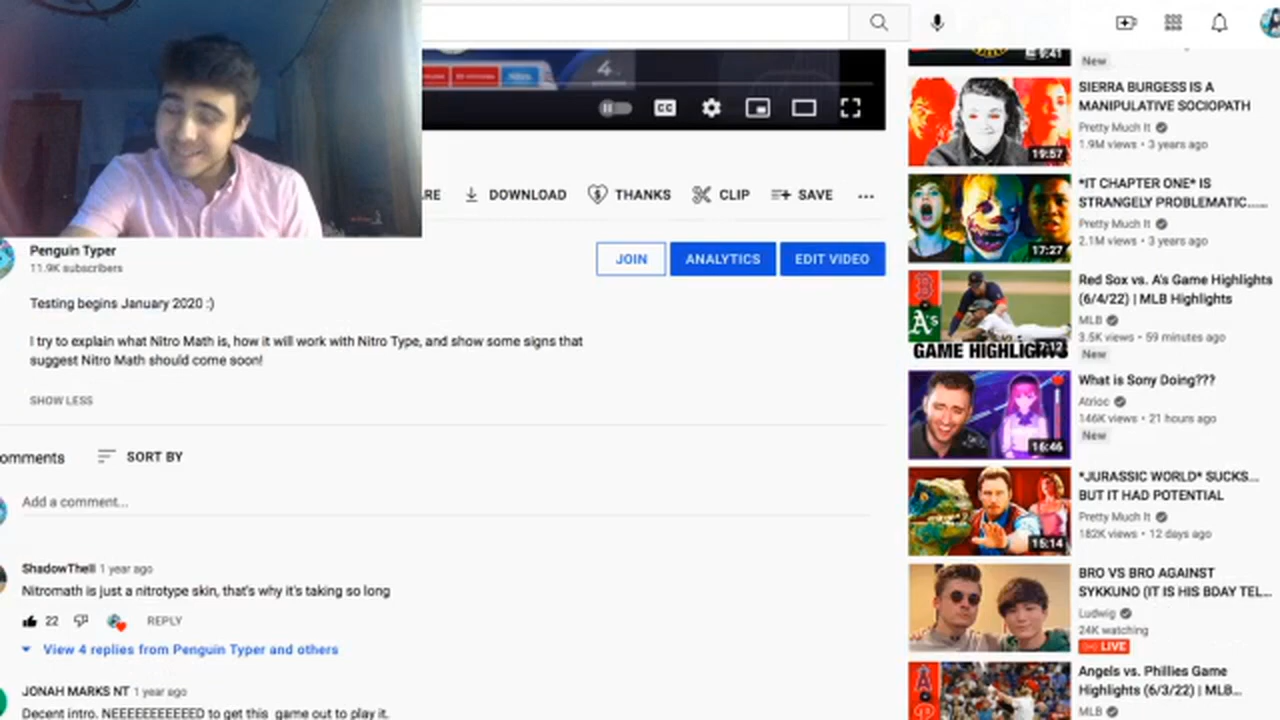 4
CC
RE
DOWNLOAD
THANKS
CLIP
SAVE
Penguin Typer
11.9K subscribers
JOIN
ANALYTICS
EDIT VIDEO
Testing begins January 2020 :)
I try to explain what Nitro Math is, how it will work with Nitro Type, and show some signs that
suggest Nitro Math should come soon!
SHOW LESS
omments
SORT BY
Add a comment...
ShadowThell 1 year ago
Nitromath is just a nitrotype skin, that's why it's taking so long
22
REPLY
View 4 replies from Penguin Typer and others
JONAH MARKS NT 1 year ago
Decent intro. NEEEEEEEEEEED to get this game out to play it.
9:41
New
19:57
SIERRA BURGESS IS A
MANIPULATIVE SOCIOPATH
Pretty Much It
1.9M views • 3 years ago
17:27
*IT CHAPTER ONE* IS
STRANGELY PROBLEMATIC......
Pretty Much It
2.1M views • 3 years ago
B
A's
GAME HIGHLIGHTS
7:12
Red Sox vs. A's Game Highlights
(6/4/22) | MLB Highlights
MLB
3.5K views • 59 minutes ago
New
16:46
What is Sony Doing???
Atrioc
146K views • 21 hours ago
New
15:14
*JURASSIC WORLD* SUCKS...
BUT IT HAD POTENTIAL
Pretty Much It
182K views • 12 days ago
BRO VS BRO AGAINST
SYKKUNO (IT IS HIS BDAY TEL...
Ludwig
24K watching
LIVE
A
P
Angels vs. Phillies Game
Highlights (6/3/22) | MLB...
MLB